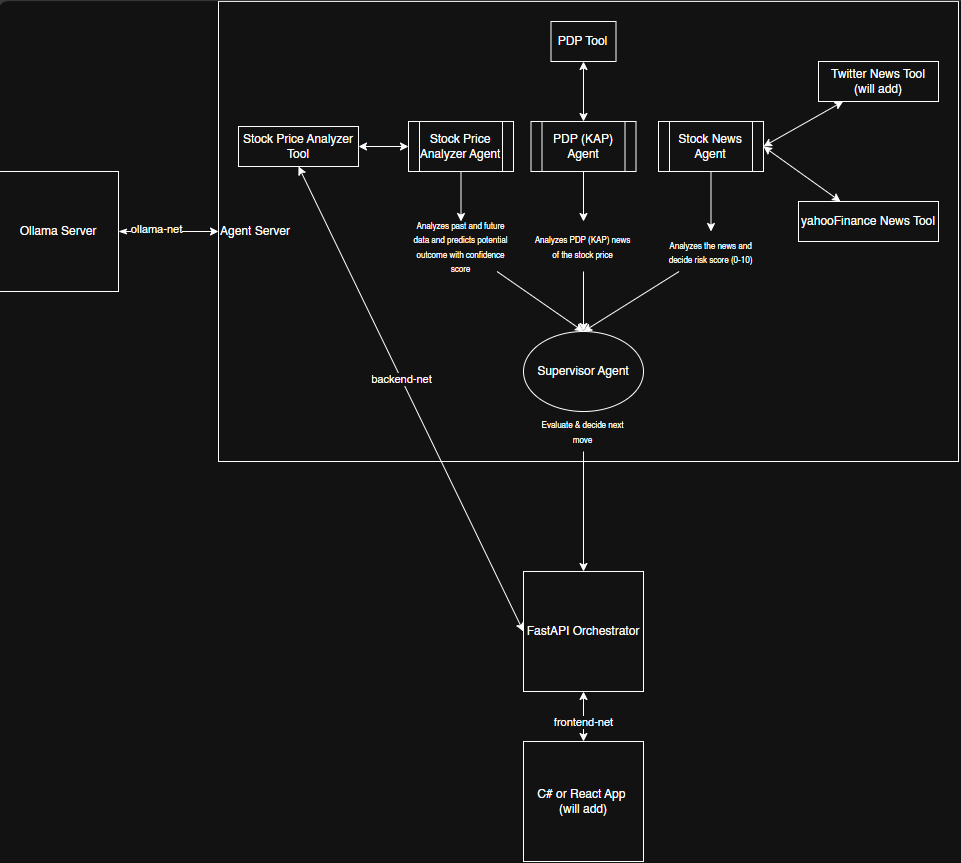 PDP Tool
Twitter News Tool
(will add)
Stock Price Analyzer
Tool
Stock Price
Analyzer Agent
PDP (KAP)
Agent
Stock News
Agent
yahooFinance News Tool
Ollama Server
ollama-net
Agent Server
Analyzes past and future
data and predicts potential
outcome with confidence
score
Analyzes PDP (KAP) news
of the stock price
Analyzes the news and
decide risk score (0-10)
Supervisor Agent
backend-net
Evaluate & decide next
move
FastAPI Orchestrator
frontend-net
C# or React App
(will add)